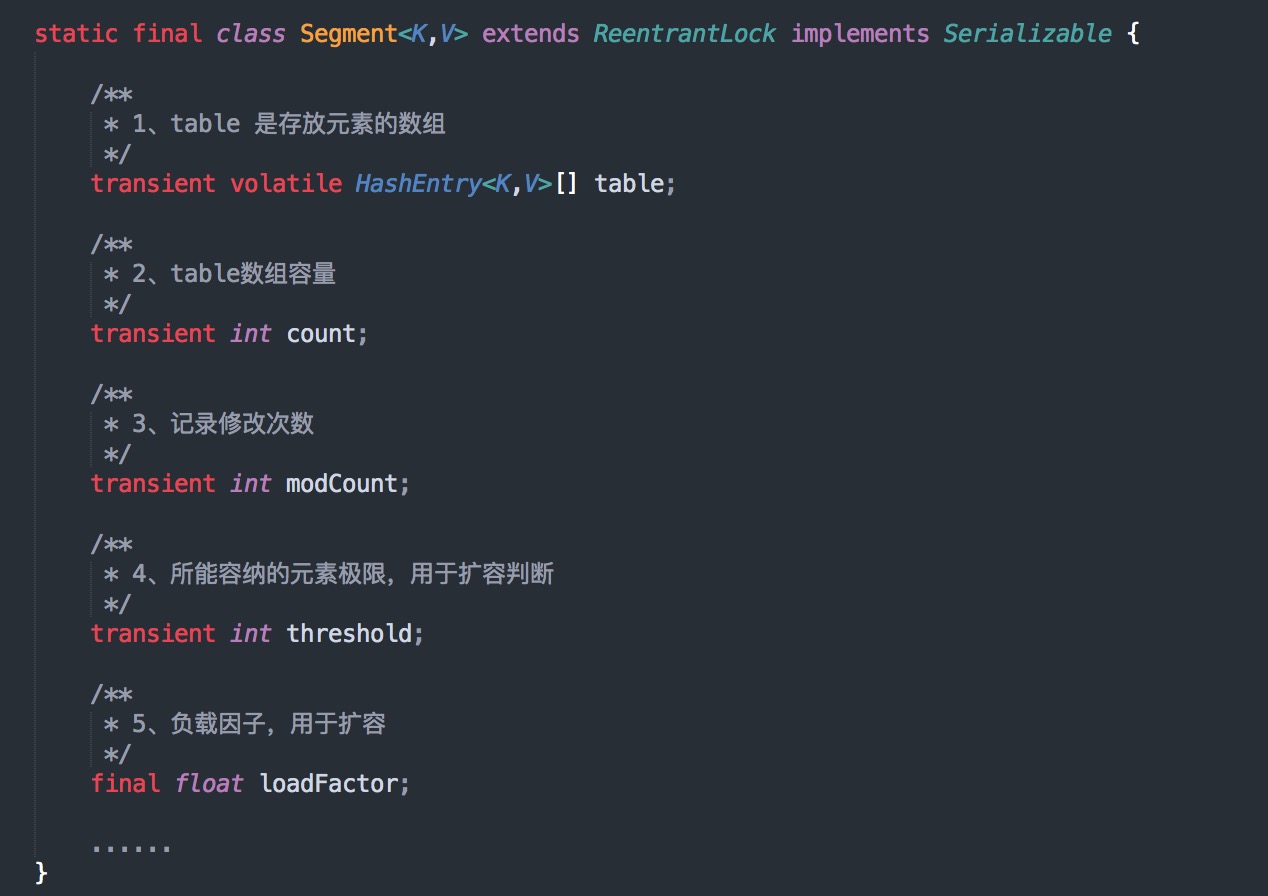 static final class Segment<K,V> extends ReentrantLock implements Serializable {
/**
* 1、table 是存放元素的数组
*/
transient volatile HashEntry<K,V>[] table;
/**
* 2、table数组容量
*/
transient int count;
/**
* 3、记录修改次数
*/
transient int modCount;
/**
* 4、所能容纳的元素极限，用于扩容判断
*/
transient int threshold;
/**
* 5、负载因子，用于扩容
*/
final float loadFactor;
......
}